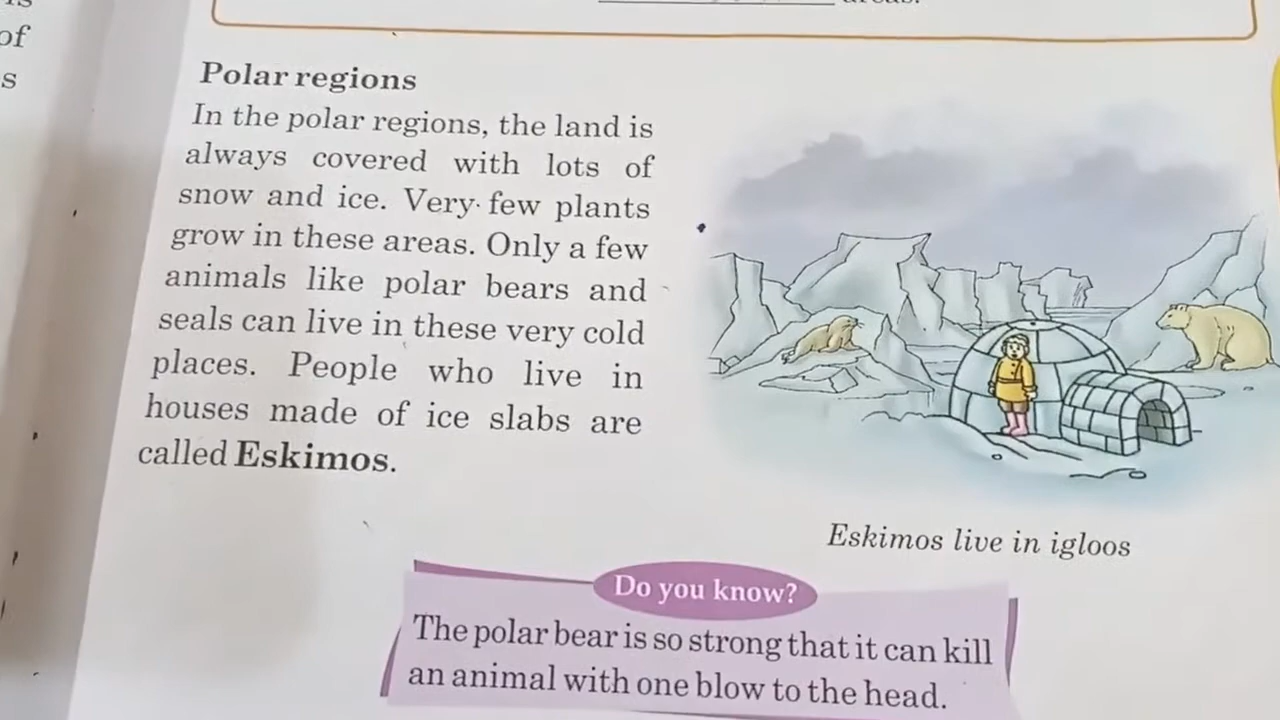 of
s
areas.
Polar regions
In the polar regions, the land is
always covered with lots of
snow and ice. Very few plants
grow in these areas. Only a few
animals like polar bears and
seals can live in these very cold
places. People who live in
houses made of ice slabs are
called Eskimos.
Eskimos live in igloos
Do you know?
The polar bear is so strong that it can kill
an animal with one blow to the head.